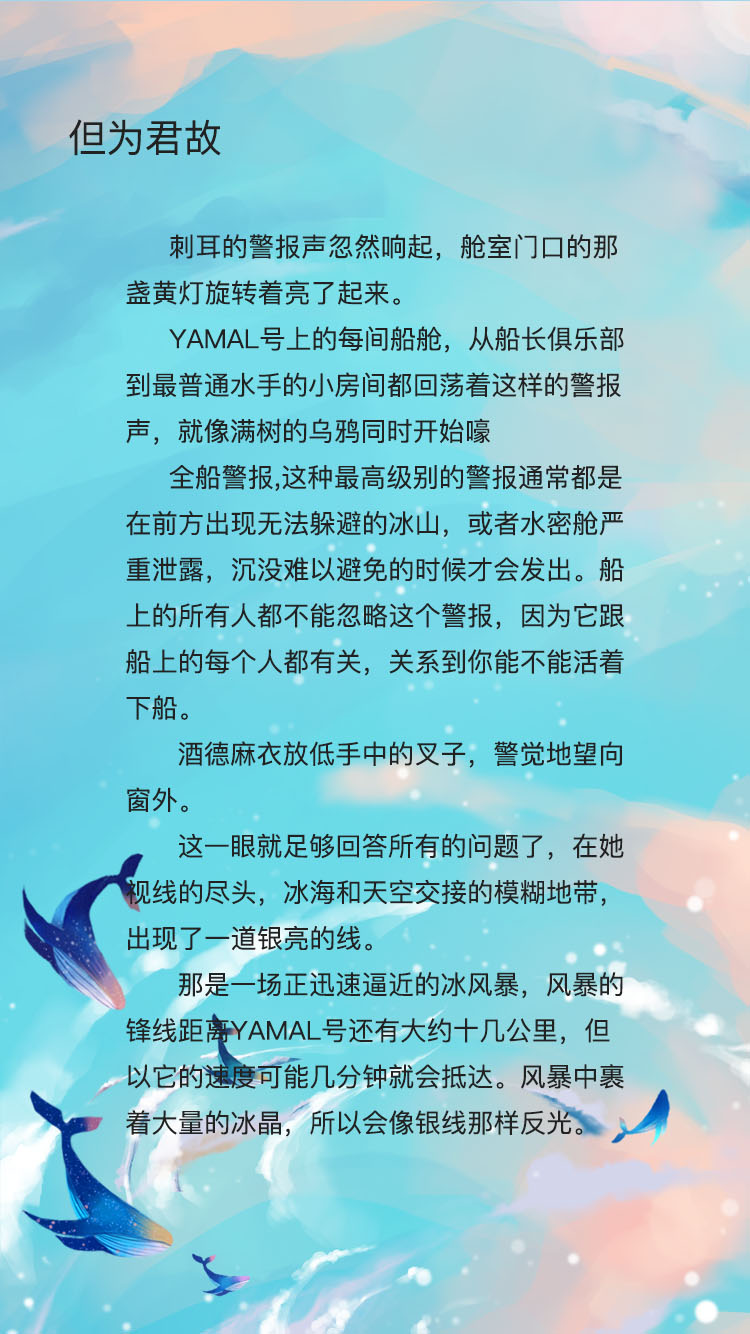 但为君故
刺耳的警报声忽然响起，舱室门口的那
盏黄灯旋转着亮了起来。
YAMAL号上的每间船舱，从船长俱乐部
到最普通水手的小房间都回荡着这样的警报
声，就像满树的乌鸦同时开始嚎
全船警报,这种最高级别的警报通常都是
在前方出现无法躲避的冰山，或者水密舱严
重泄露，沉没难以避免的时候才会发出。船
上的所有人都不能忽略这个警报，因为它跟
船上的每个人都有关，关系到你能不能活着
下船。
酒德麻衣放低手中的叉子，警觉地望向
窗外。
这一眼就足够回答所有的问题了，在她
视线的尽头，冰海和天空交接的模糊地带，
出现了一道银亮的线。
那是一场正迅速逼近的冰风暴，风暴的
锋线距离YAMAL号还有大约十几公里，但
以它的速度可能几分钟就会抵达。风暴中裹
着大量的冰晶，所以会像银线那样反光。